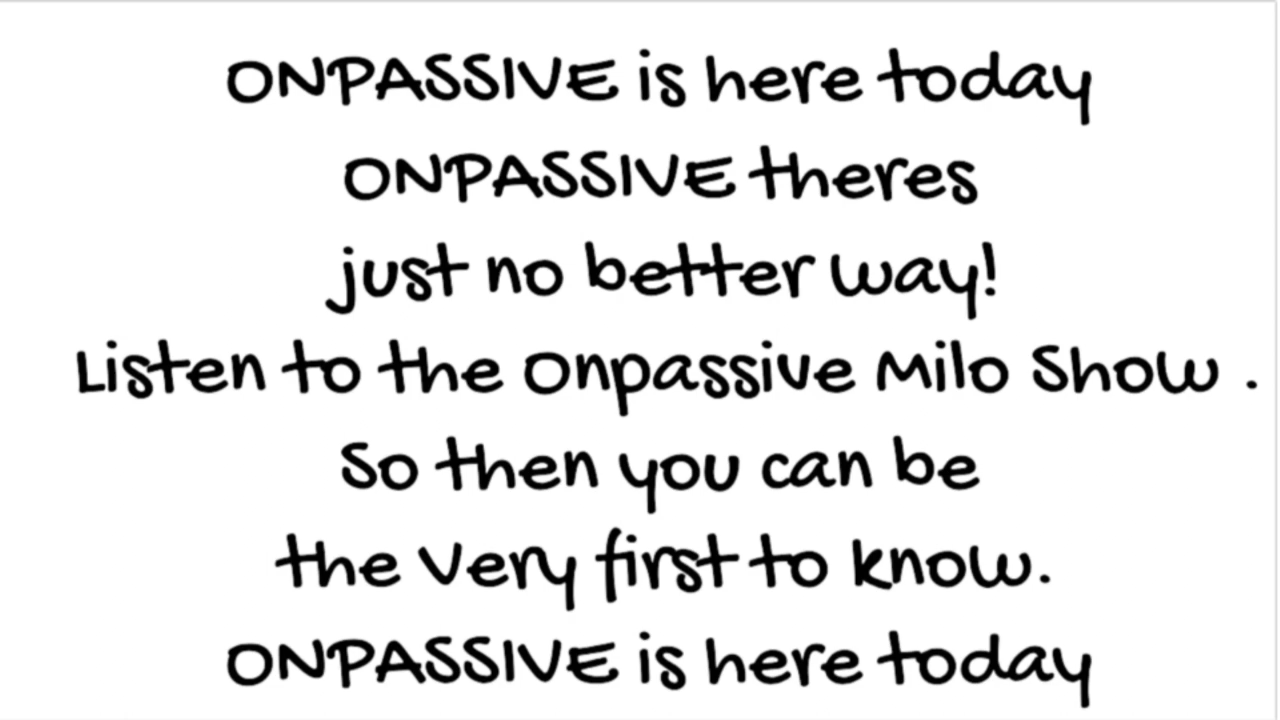 ONPASSIVE is here today
ONPASSIVE theres
just no better way!
Listen to the Onpassive Milo Show .
So then you can be
the very first to know.
ONPASSIVE is here today